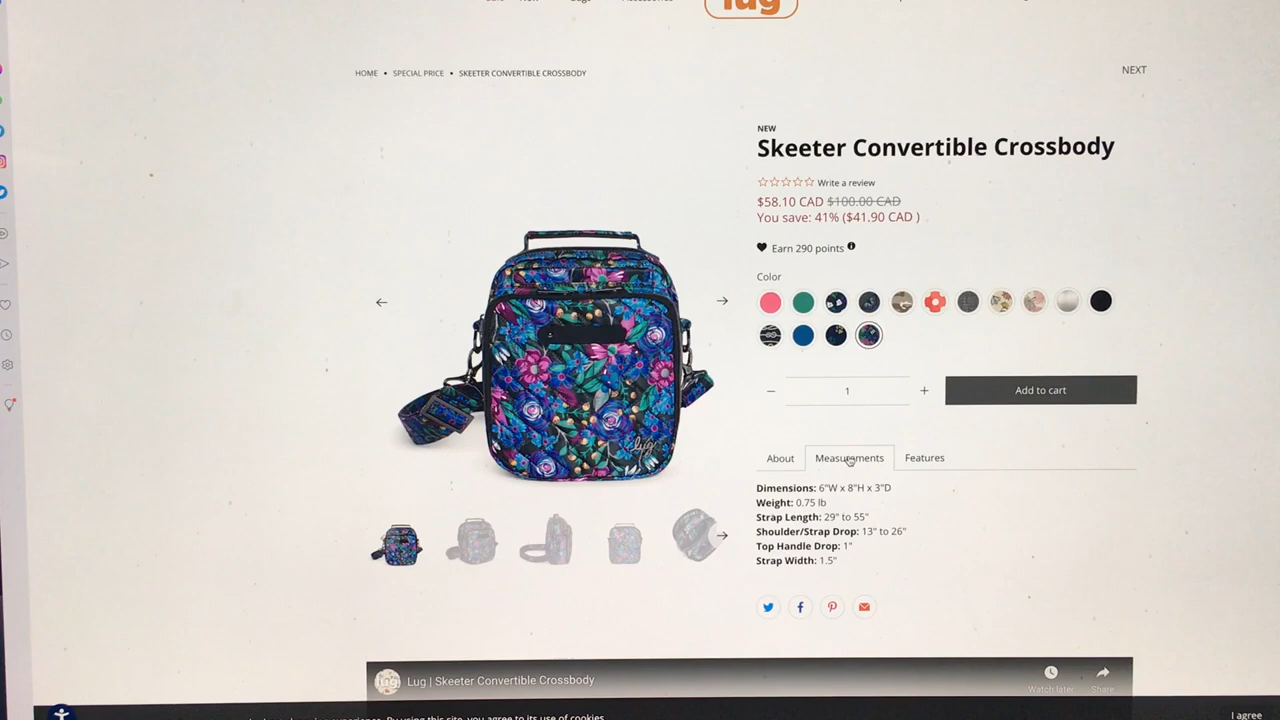 lug
HOME • SPECIAL PRICE • SKEETER CONVERTIBLE CROSSBODY
NEXT
NEW
Skeeter Convertible Crossbody
Write a review
$58.10 CAD $100.00 CAD
You save: 41% ($41.90 CAD )
Earn 290 points
Color
1
Add to cart
About
Measurements
Features
Dimensions: 6"W x 8"H x 3"D
Weight: 0.75 lb
Strap Length: 29" to 55"
Shoulder/Strap Drop: 13" to 26"
Top Handle Drop: 1"
Strap Width: 1.5"
lug
Lug | Skeeter Convertible Crossbody
Watch later
Share
By using this site, you agree to its use of cookies.
I agree